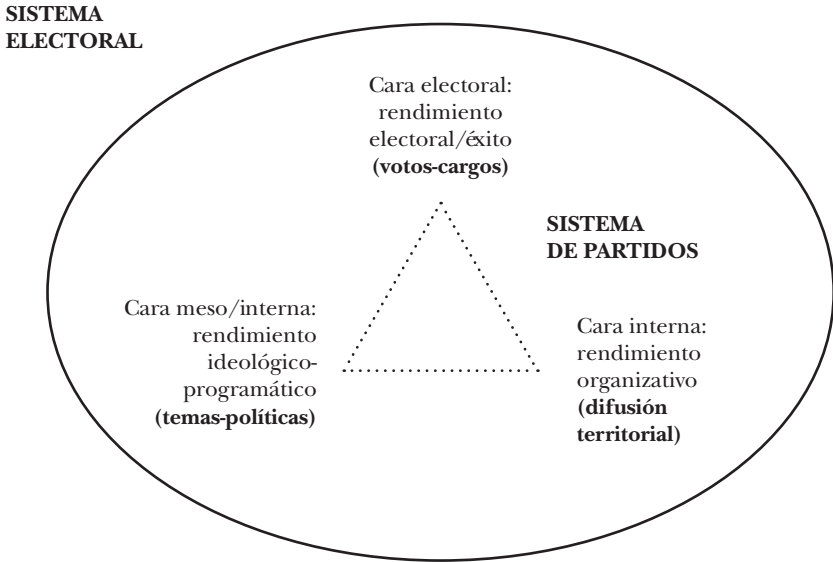 SISTEMA
ELECTORAL
Cara electoral:
rendimiento
electoral/éxito
(votos-cargos)
SISTEMA
DE PARTIDOS
Cara meso/interna:
rendimiento
ideológico-
programático
(temas-políticas)
Cara interna:
rendimiento
organizativo
(difusión
territorial)